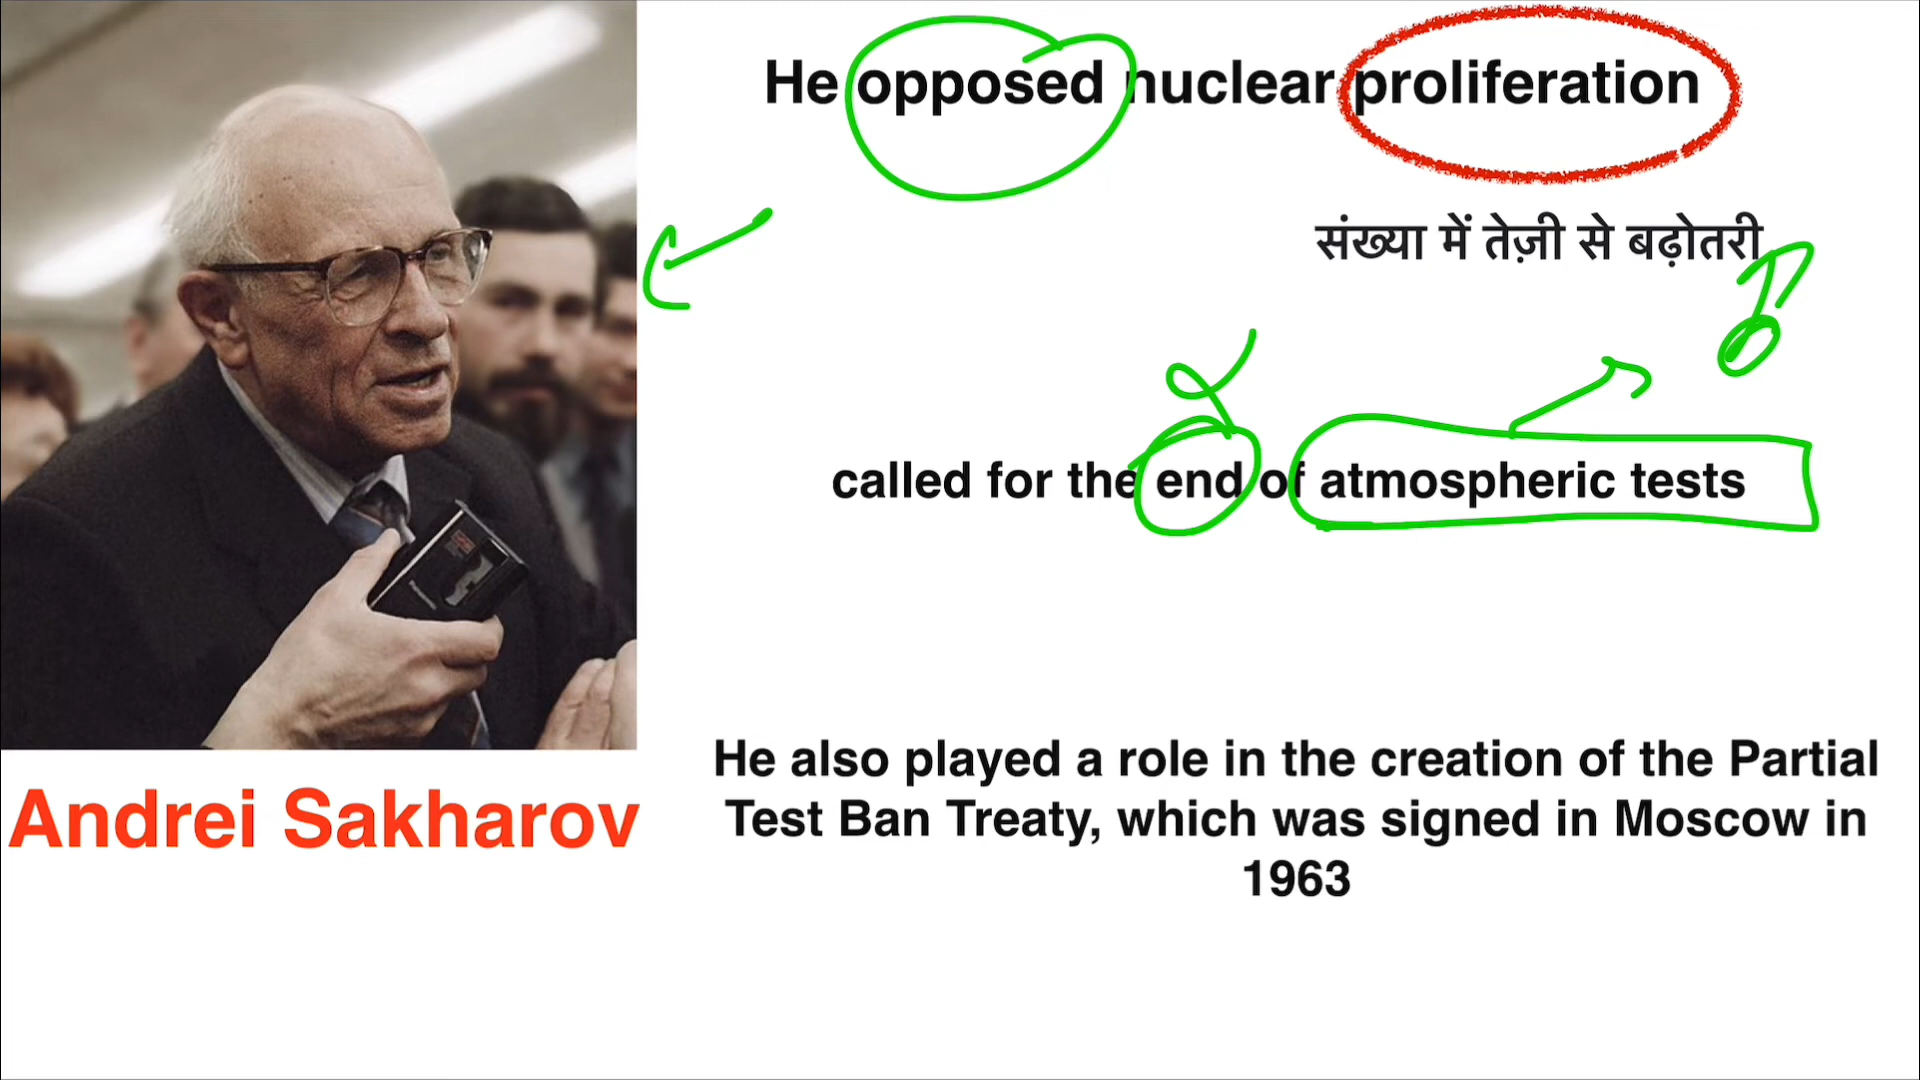 He opposed nuclear proliferation
संख्या में तेज़ी से बढ़ोतरी
called for the end of atmospheric tests
He also played a role in the creation of the Partial
Test Ban Treaty, which was signed in Moscow in
1963
Andrei Sakharov